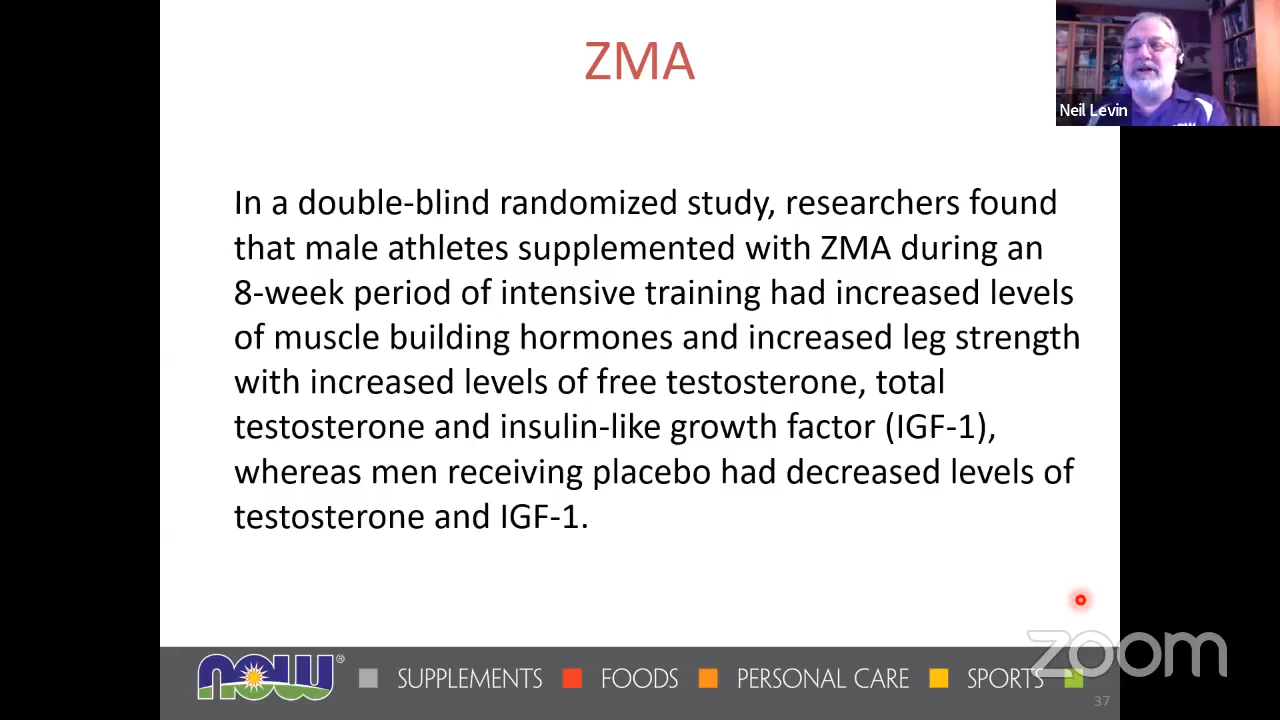 ZMA
Neil Levin
In a double-blind randomized study, researchers found
that male athletes supplemented with ZMA during an
8-week period of intensive training had increased levels
of muscle building hormones and increased leg strength
with increased levels of free testosterone, total
testosterone and insulin-like growth factor (IGF-1),
whereas men receiving placebo had decreased levels of
testosterone and IGF-1.
zoom
now® SUPPLEMENTS FOODS PERSONAL CARE SPORTS
37